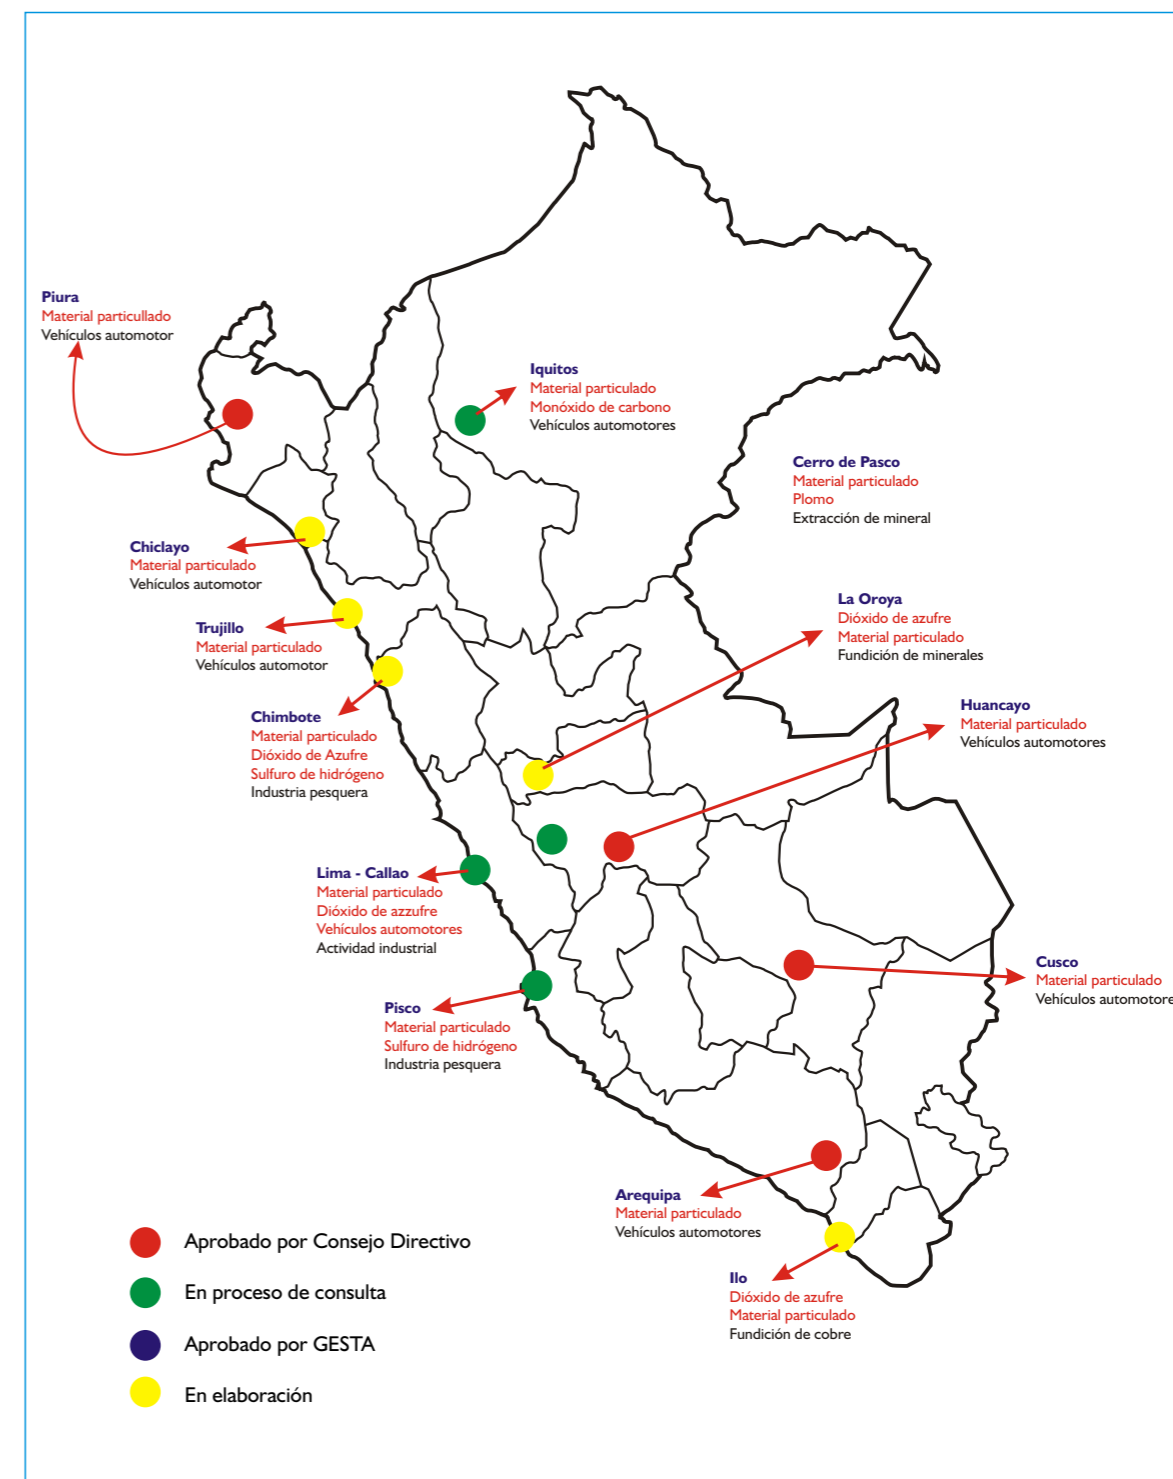 Piura
Material particullado
Vehículos automotor
Iquitos
Material particulado
Monóxido de carbono
Vehículos automotores
Cerro de Pasco
Material particulado
Plomo
Extracción de mineral
Chiclayo
Material particulado
Vehículos automotor
La Oroya
Dióxido de azufre
Material particulado
Fundición de minerales
Trujillo
Material particulado
Vehículos automotor
Huancayo
Material particulado
Vehículos automotores
Chimbote
Material particulado
Dióxido de Azufre
Sulfuro de hidrógeno
Industria pesquera
Lima - Callao
Material particulado
Dióxido de azzufre
Vehículos automotores
Actividad industrial
Cusco
Material particulado
Vehículos automotore
Pisco
Material particulado
Sulfuro de hidrógeno
Industria pesquera
Arequipa
Material particulado
Vehículos automotores
Ilo
Dióxido de azufre
Material particulado
Fundición de cobre
Aprobado por Consejo Directivo
En proceso de consulta
Aprobado por GESTA
En elaboración